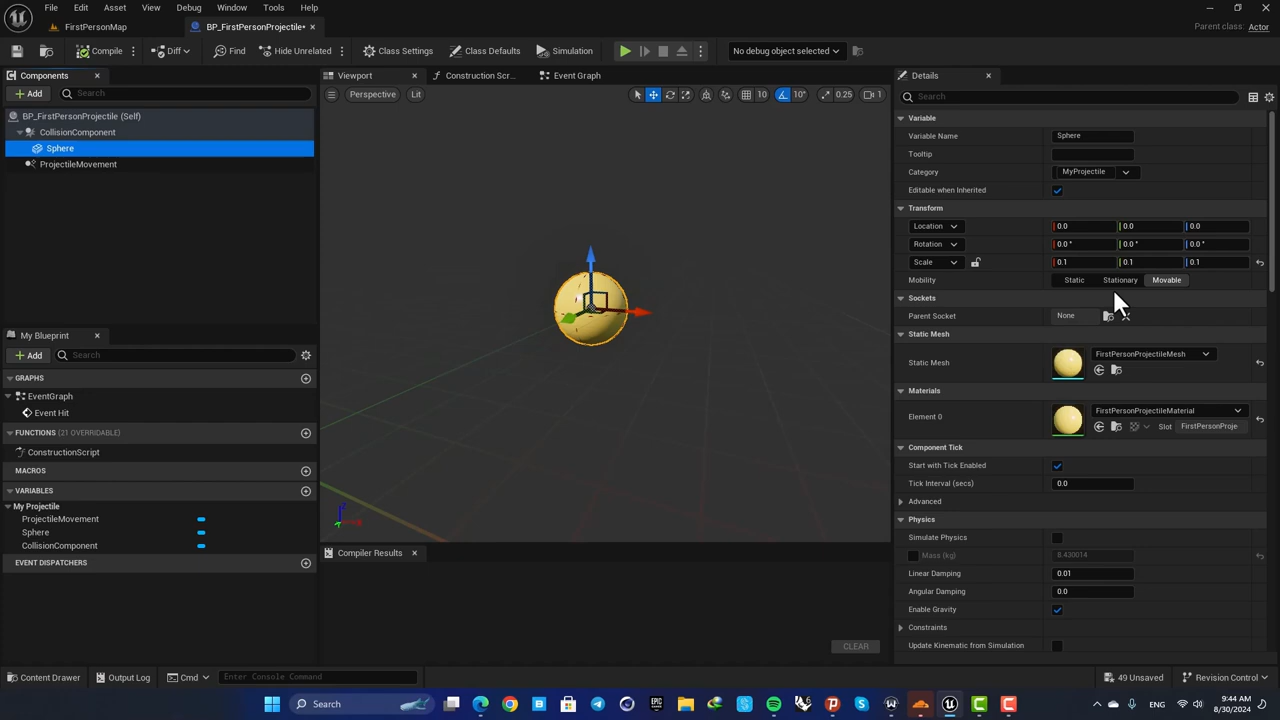 File Edit Asset View Debug Window Tools Help
FirstPersonMap
BP_FirstPersonProjectile*
Parent class: Actor
Compile
Diff
Find
Hide Unrelated
Class Settings
Class Defaults
Simulation
No debug object selected
Components
Add
Search
BP_FirstPersonProjectile (Self)
CollisionComponent
Sphere
ProjectileMovement
My Blueprint
Add
Search
GRAPHS
EventGraph
Event Hit
FUNCTIONS (21 OVERRIDABLE)
ConstructionScript
MACROS
VARIABLES
My Projectile
ProjectileMovement
Sphere
CollisionComponent
EVENT DISPATCHERS
Viewport
Construction Scr...
Event Graph
Perspective
Lit
10
10°
0.25
1
Z
Compiler Results
CLEAR
Details
Search
Variable
Variable Name Sphere
Tooltip
Category MyProjectile
Editable when Inherited
Transform
Location 0.0 0.0 0.0
Rotation 0.0 ° 0.0 ° 0.0 °
Scale 0.1 0.1 0.1
Mobility Static Stationary Movable
Sockets
Parent Socket None
Static Mesh
Static Mesh FirstPersonProjectileMesh
Materials
Element 0 FirstPersonProjectileMaterial
Slot FirstPersonProje
Component Tick
Start with Tick Enabled
Tick Interval (secs) 0.0
Advanced
Physics
Simulate Physics
Mass (kg) 8.430014
Linear Damping 0.01
Angular Damping 0.0
Enable Gravity
Constraints
Update Kinematic from Simulation
Content Drawer
Output Log
Cmd
Enter Console Command
49 Unsaved
Revision Control
Search
9:44 AM
8/30/2024